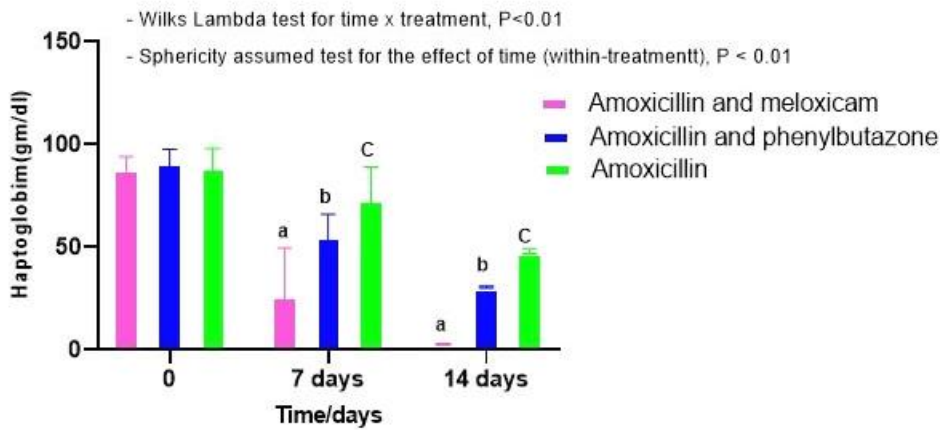 - Wilks Lambda test for time x treatment, P<0.01
- Sphericity assumed test for the effect of time (within-treatmentt), P < 0.01
150
100
50
0
Haptoglobim(gm/dl)
Amoxicillin and meloxicam
Amoxicillin and phenylbutazone
Amoxicillin
a
b
C
a
b
C
0
7 days
14 days
Time/days